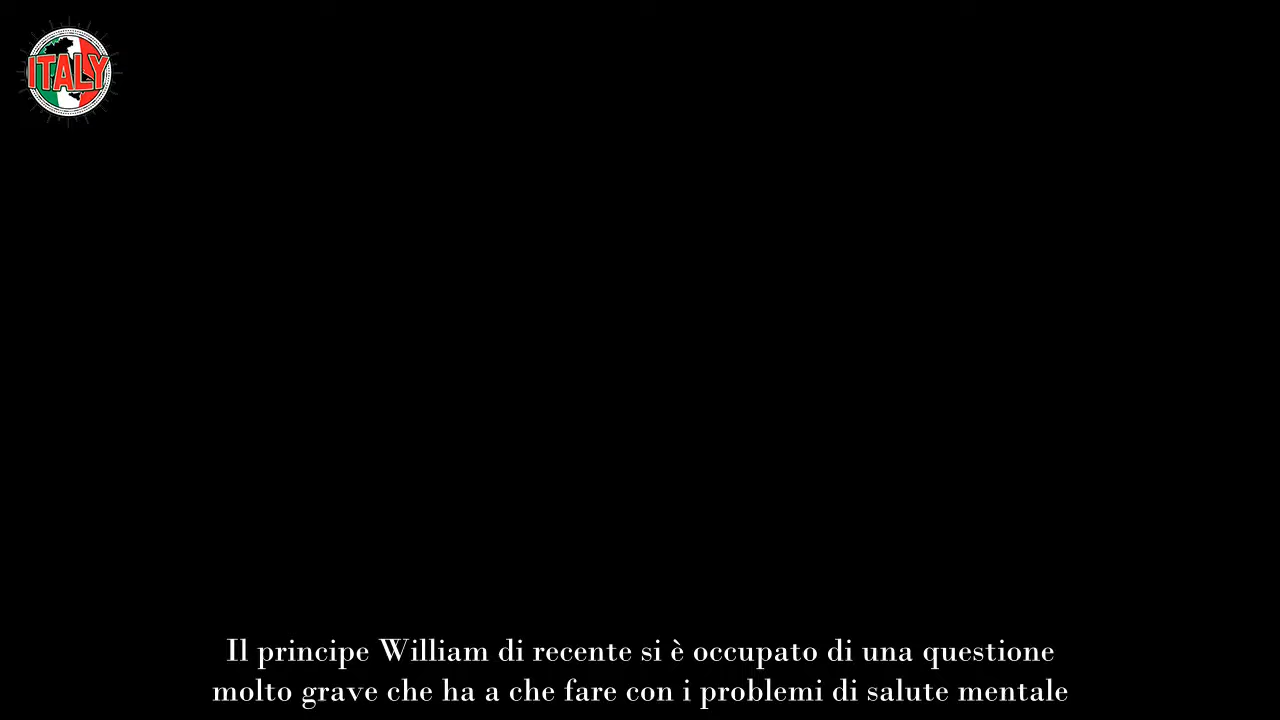 ITALY
Il principe William di recente si è occupato di una questione
molto grave che ha a che fare con i problemi di salute mentale